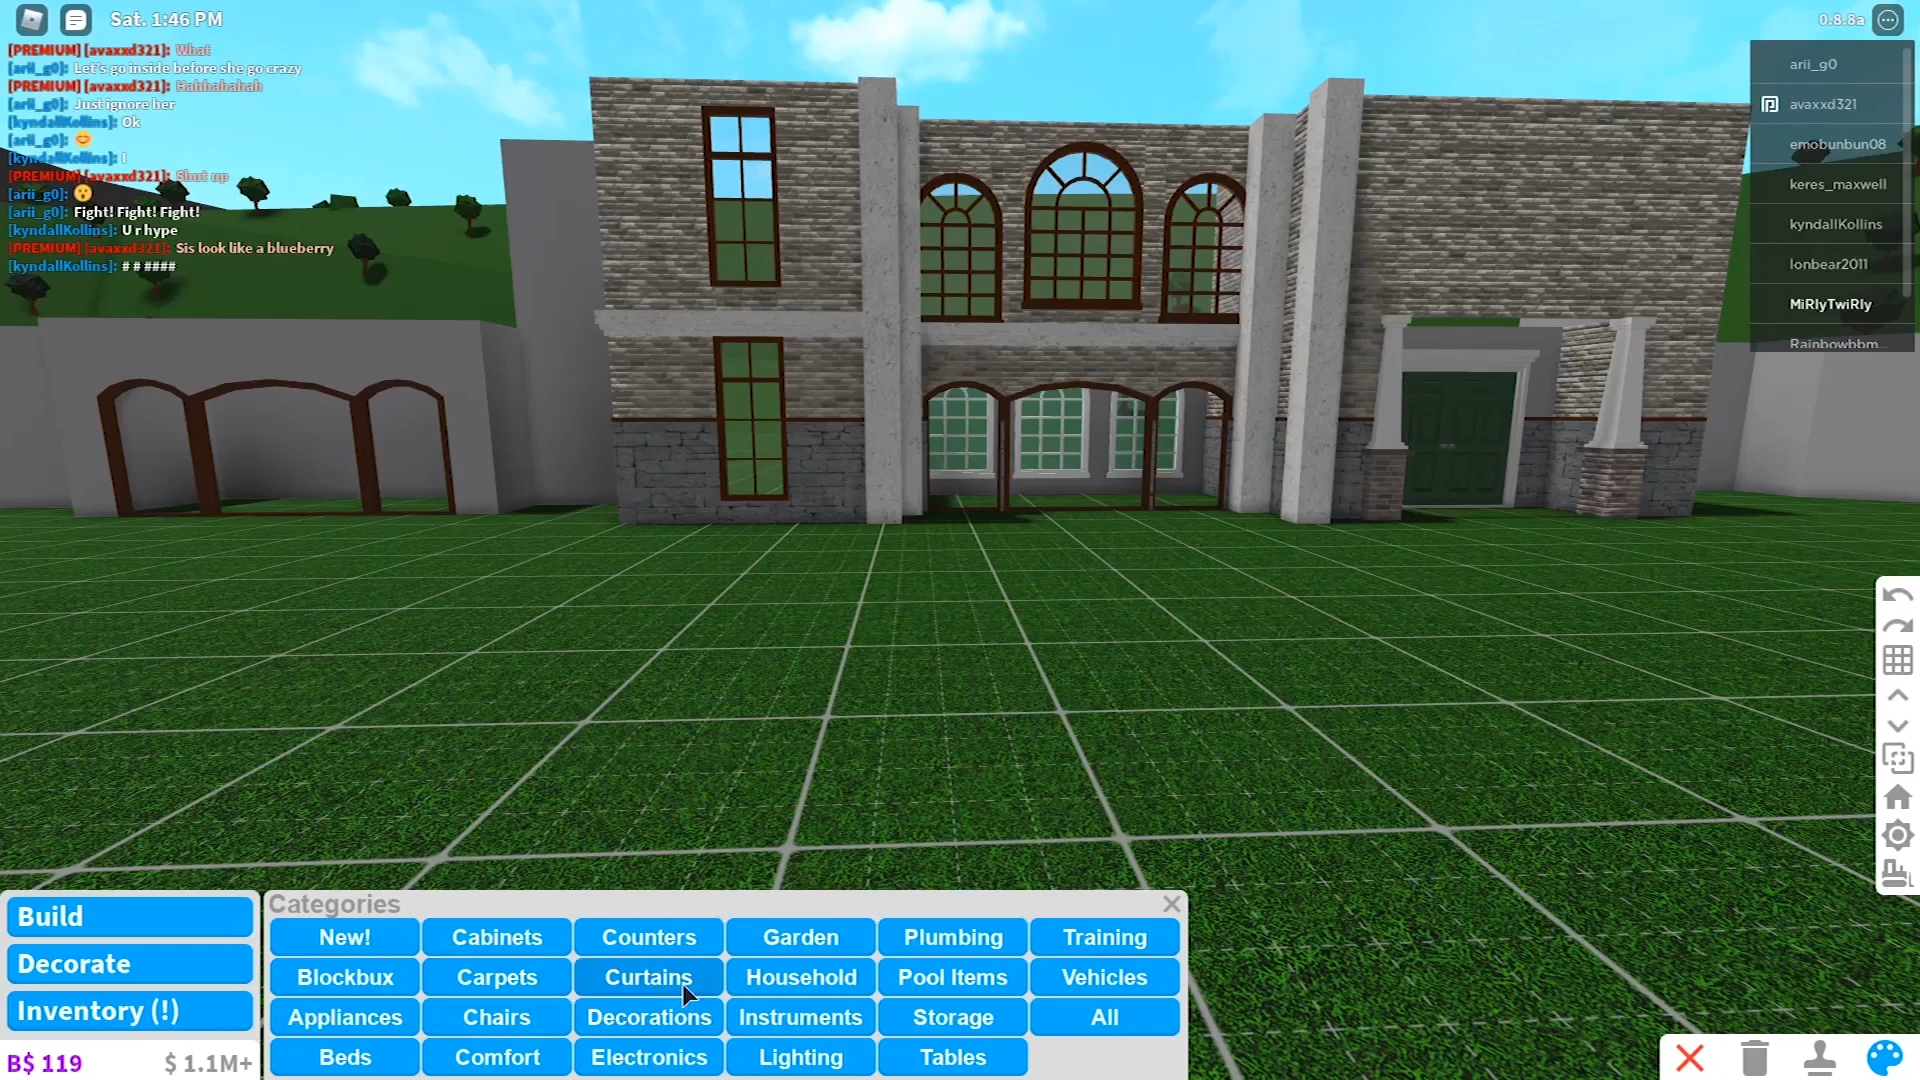 Sat. 1:46 PM
0.8.8a
[PREMIUM] [avaxxd321]: What
[arii_g0]: Let's go inside before she go crazy
[PREMIUM] [avaxxd321]: Hahhahahah
[arii_g0]: Just ignore her
[kyndallKollins]: Ok
[arii_g0]: 😊
[kyndallKollins]: I
[PREMIUM] [avaxxd321]: Shut up
[arii_g0]: 😮
[arii_g0]: Fight! Fight! Fight!
[kyndallKollins]: U r hype
[PREMIUM] [avaxxd321]: Sis look like a blueberry
[kyndallKollins]: # # ####
arii_g0
avaxxd321
emobunbun08
keres_maxwell
kyndallKollins
lonbear2011
MiRlyTwiRly
Rainbowbbm...
Build
Decorate
Inventory (!)
B$ 119 $ 1.1M+
Categories
New! Cabinets Counters Garden Plumbing Training
Blockbux Carpets Curtains Household Pool Items Vehicles
Appliances Chairs Decorations Instruments Storage All
Beds Comfort Electronics Lighting Tables